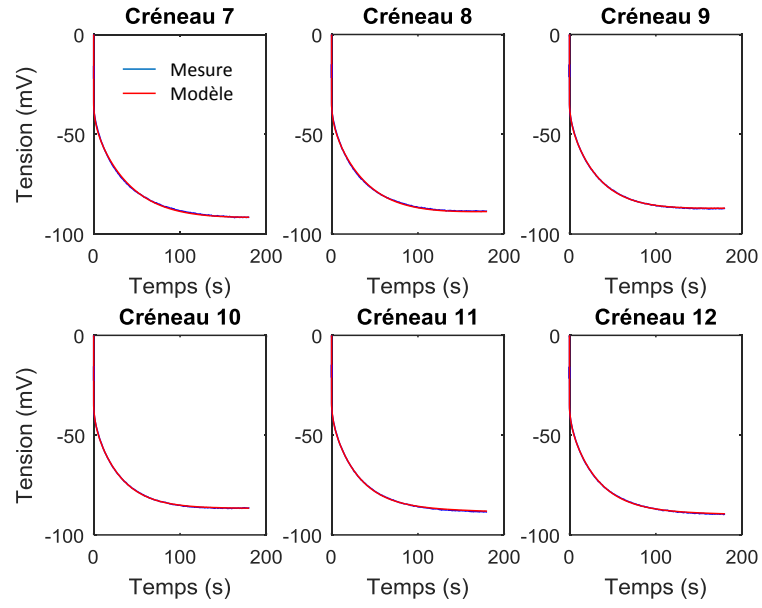 Créneau 7
Créneau 8
Créneau 9
Mesure
Modèle
Tension (mV)
0
-50
-100
0
100
200
Temps (s)
0
-50
-100
0
100
200
Temps (s)
0
-50
-100
0
100
200
Temps (s)
Créneau 10
Créneau 11
Créneau 12
Tension (mV)
0
-50
-100
0
100
200
Temps (s)
0
-50
-100
0
100
200
Temps (s)
0
-50
-100
0
100
200
Temps (s)